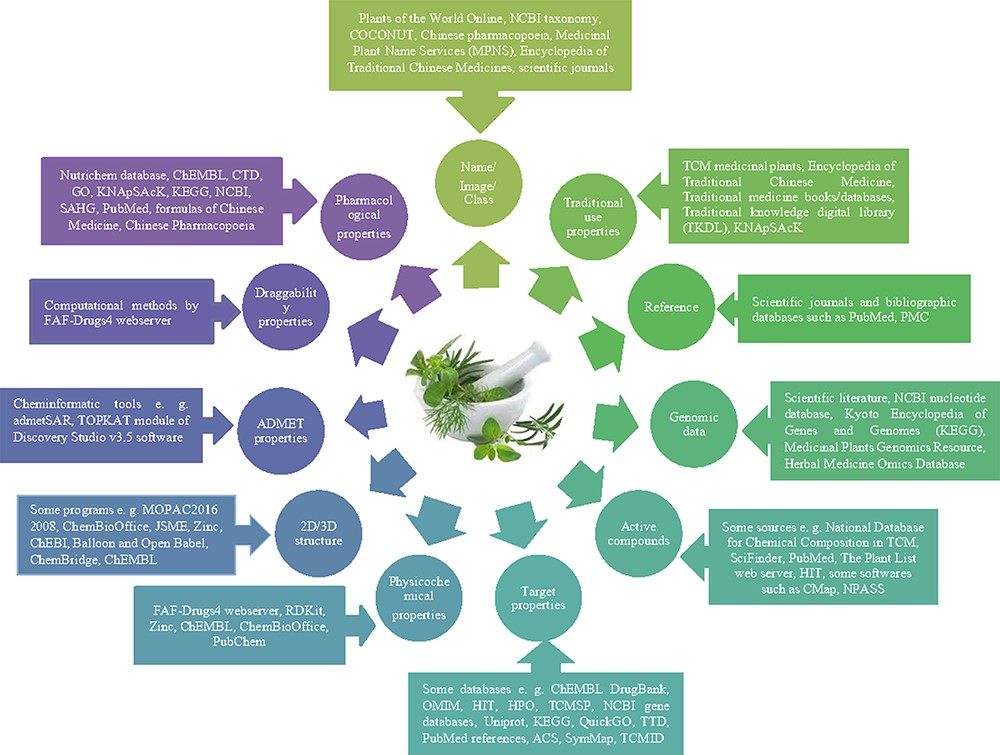 Plants of the World Online, NCBI taxonomy,
COCONUT, Chinese pharmacopoeia, Medicinal
Plant Name Services (MPNS), Encyclopedia of
Traditional Chinese Medicines, scientific journals
Name/
Image/
Class
TCM medicinal plants, Encyclopedia of
Traditional Chinese Medicine,
Traditional medicine books/databases,
Traditional knowledge digital library
(TKDL), KNApSAcK
Traditional
use
properties
Scientific journals and bibliographic
databases such as PubMed, PMC
Reference
Scientific literature, NCBI nucleotide
database, Kyoto Encyclopedia of
Genes and Genomes (KEGG),
Medicinal Plants Genomics Resource,
Herbal Medicine Omics Database
Genomic
data
Some sources e. g. National Database
for Chemical Composition in TCM,
SciFinder, PubMed, The Plant List
web server, HIT, some softwares
such as CMap, NPASS
Active
compounds
Target
properties
Some databases e. g. ChEMBL DrugBank,
OMIM, HIT, HPO, TCMSP, NCBI gene
databases, Uniprot, KEGG, QuickGO, TTD,
PubMed references, ACS, SymMap, TCMID
Physicoche
mical
properties
FAF-Drugs4 webserver, RDKit,
Zinc, ChEMBL, ChemBioOffice,
PubChem
2D/3D
structure
Some programs e. g. MOPAC2016
2008, ChemBioOffice, JSME, Zinc,
ChEBI, Balloon and Open Babel,
ChemBridge, ChEMBL
ADMET
properties
Cheminformatic tools e. g.
admetSAR, TOPKAT module of
Discovery Studio v3.5 software
Draggabilit
y
properties
Computational methods by
FAF-Drugs4 webserver
Pharmacol
ogical
properties
Nutrichem database, ChEMBL, CTD,
GO, KNApSAcK, KEGG, NCBI,
SAHG, PubMed, formulas of Chinese
Medicine, Chinese Pharmacopoeia